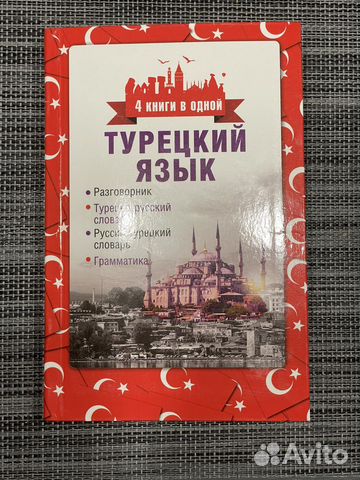 4 КНИГИ В ОДНОЙ
ТУРЕЦКИЙ
ЯЗЫК
• Разговорник
• Турецко-русский
словарь
• Русско-турецкий
словарь
• Грамматика
Avito